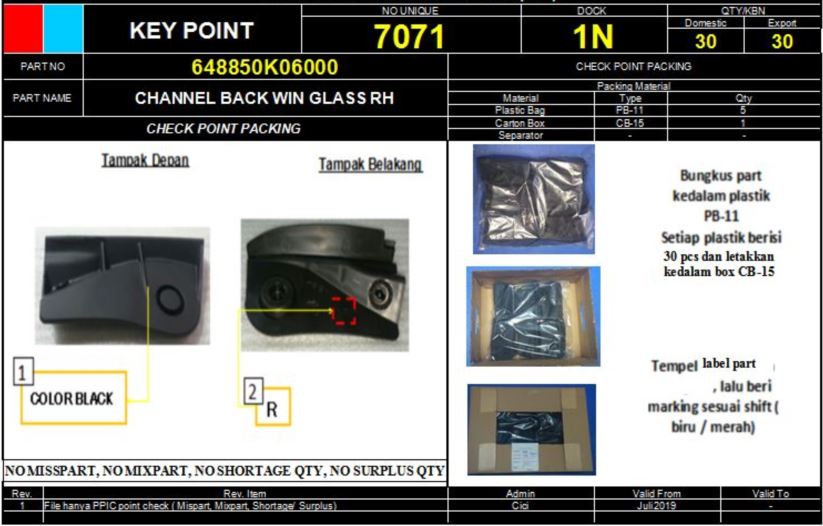 KEY POINT
NO UNIQUE
7071
DOCK
1N
QTY/KBN
Domestic
Export
30
30
PART NO
648850K06000
CHECK POINT PACKING
PART NAME
CHANNEL BACK WIN GLASS RH
Packing Material
Material
Type
Qty
Plastic Bag
PB-11
5
Carton Box
CB-15
1
Separator
-
-
CHECK POINT PACKING
Tampak Depan
Tampak Belakang
1
COLOR BLACK
2
R
Bungkus part
kedalam plastik
PB-11
Setiap plastik berisi
30 pcs dan letakkan
kedalam box CB-15
Tempel label part
, lalu beri
marking sesuai shift (
biru / merah)
NO MISSPART, NO MIXPART, NO SHORTAGE QTY, NO SURPLUS QTY
Rev.
Rev. Item
Admin
Valid From
Valid To
1
File hanya PPIC point check ( Mispart, Mixpart, Shortage/ Surplus)
Cici
Juli 2019
-